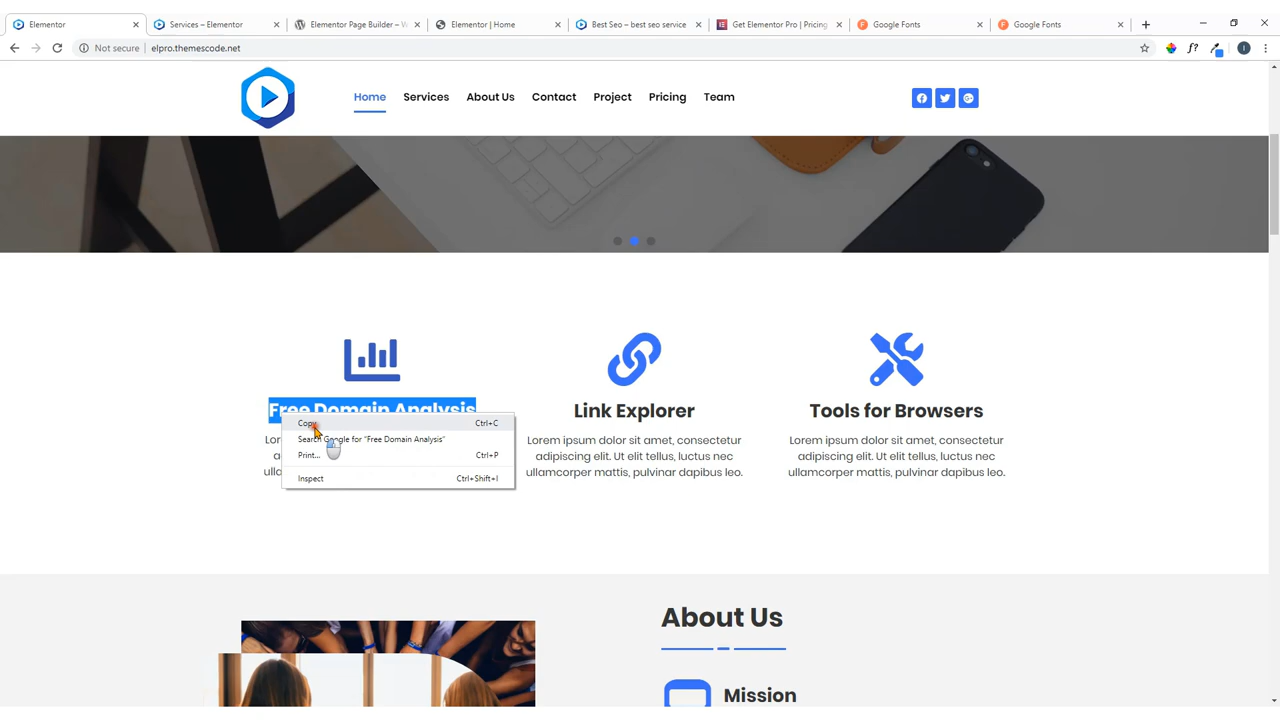 Elementor
Services – Elementor
Elementor Page Builder – W
Elementor | Home
Best Seo – best seo service
Get Elementor Pro | Pricing
Google Fonts
Google Fonts
Not secure | elpro.themescode.net
f?
I
Home
Services
About Us
Contact
Project
Pricing
Team
Free Domain Analysis
Link Explorer
Tools for Browsers
Copy Ctrl+C
Search Google for "Free Domain Analysis"
Print... Ctrl+P
Inspect Ctrl+Shift+I
Lorem ipsum dolor sit amet, consectetur
adipiscing elit. Ut elit tellus, luctus nec
ullamcorper mattis, pulvinar dapibus leo.
Lorem ipsum dolor sit amet, consectetur
adipiscing elit. Ut elit tellus, luctus nec
ullamcorper mattis, pulvinar dapibus leo.
About Us
Mission